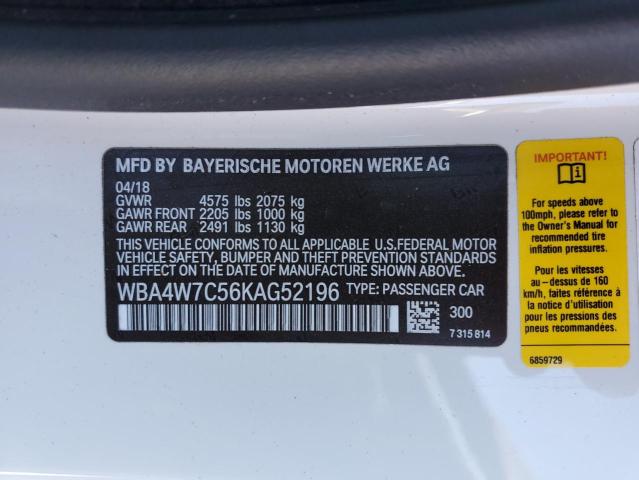 MFD BY BAYERISCHE MOTOREN WERKE AG
04/18
GVWR 4575 lbs 2075 kg
GAWR FRONT 2205 lbs 1000 kg
GAWR REAR 2491 lbs 1130 kg
THIS VEHICLE CONFORMS TO ALL APPLICABLE U.S.FEDERAL MOTOR
VEHICLE SAFETY, BUMPER AND THEFT PREVENTION STANDARDS
IN EFFECT ON THE DATE OF MANUFACTURE SHOWN ABOVE.
WBA4W7C56KAG52196 TYPE: PASSENGER CAR
300
7 315 814
IMPORTANT!
For speeds above
100mph, please refer to
the Owner's Manual for
recommended tire
inflation pressures.
Pour les vitesses
au – dessus de 160
km/h, faites référence à
la notice d'utilisation
pour les pressions des
pneus recommandées.
6859729